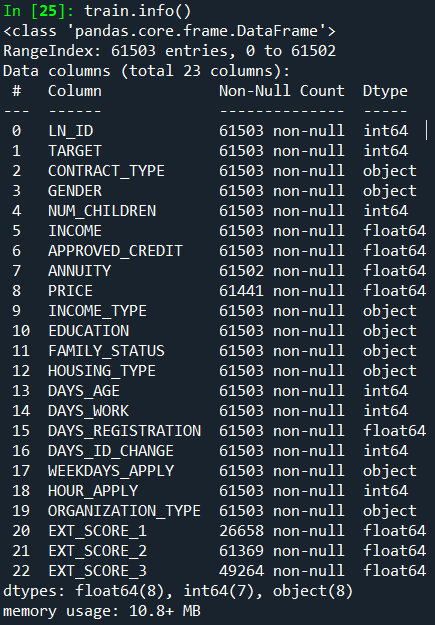 In [25]: train.info()
<class 'pandas.core.frame.DataFrame'>
RangeIndex: 61503 entries, 0 to 61502
Data columns (total 23 columns):
 #   Column             Non-Null Count  Dtype
---  ------             --------------  -----
 0   LN_ID              61503 non-null  int64
 1   TARGET             61503 non-null  int64
 2   CONTRACT_TYPE      61503 non-null  object
 3   GENDER             61503 non-null  object
 4   NUM_CHILDREN       61503 non-null  int64
 5   INCOME             61503 non-null  float64
 6   APPROVED_CREDIT    61503 non-null  float64
 7   ANNUITY            61502 non-null  float64
 8   PRICE              61441 non-null  float64
 9   INCOME_TYPE        61503 non-null  object
 10  EDUCATION          61503 non-null  object
 11  FAMILY_STATUS      61503 non-null  object
 12  HOUSING_TYPE       61503 non-null  object
 13  DAYS_AGE           61503 non-null  int64
 14  DAYS_WORK          61503 non-null  int64
 15  DAYS_REGISTRATION  61503 non-null  float64
 16  DAYS_ID_CHANGE     61503 non-null  int64
 17  WEEKDAYS_APPLY     61503 non-null  object
 18  HOUR_APPLY         61503 non-null  int64
 19  ORGANIZATION_TYPE  61503 non-null  object
 20  EXT_SCORE_1        26658 non-null  float64
 21  EXT_SCORE_2        61369 non-null  float64
 22  EXT_SCORE_3        49264 non-null  float64
dtypes: float64(8), int64(7), object(8)
memory usage: 10.8+ MB